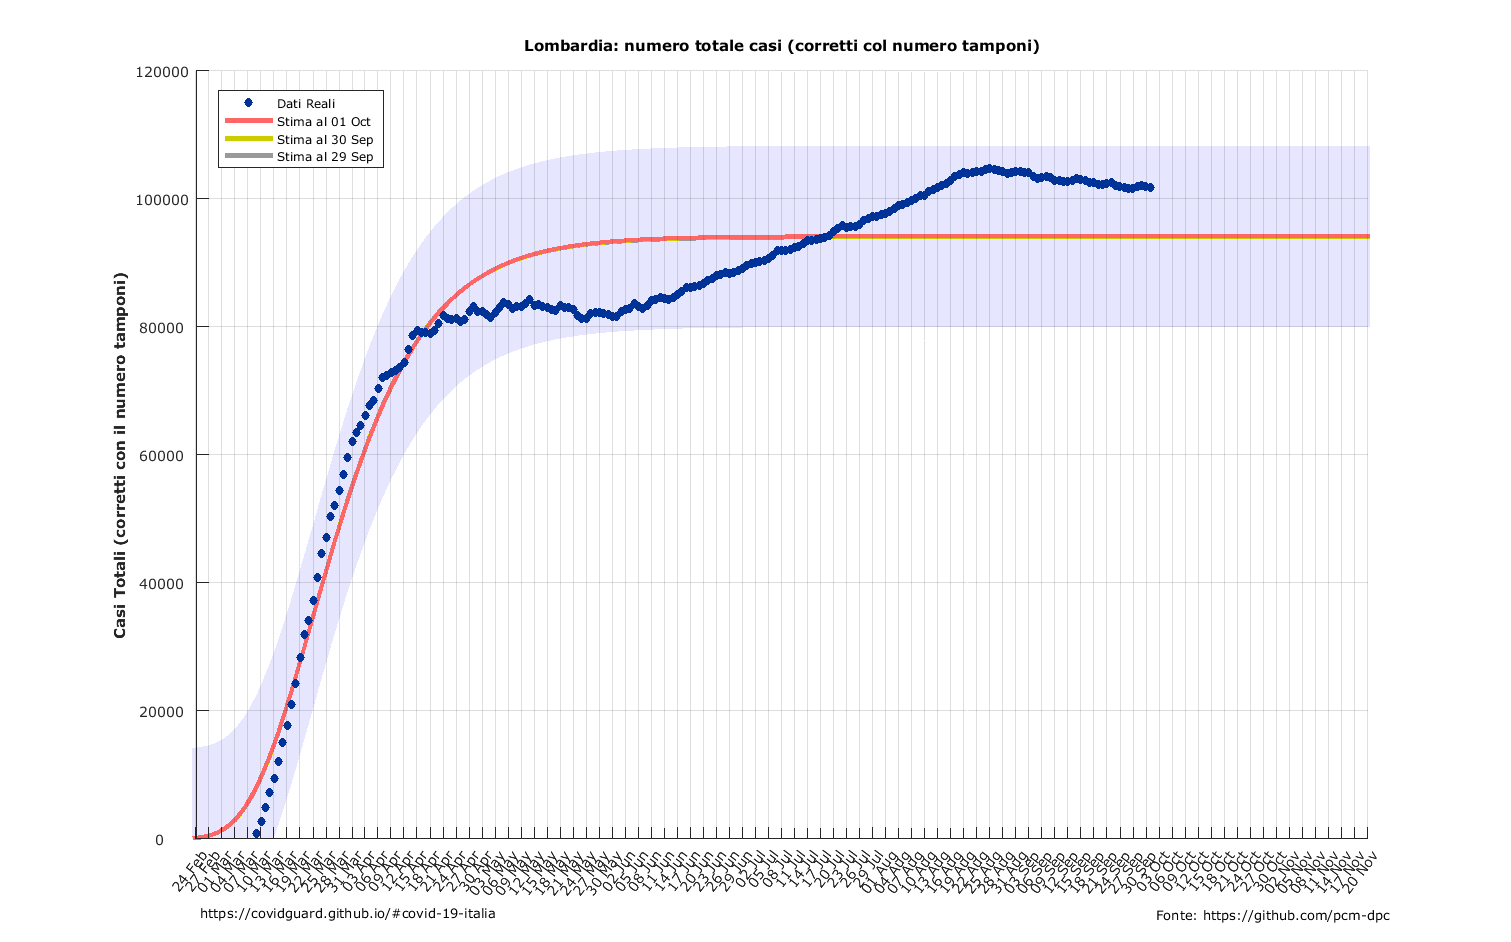 Lombardia: numero totale casi (corretti col numero tamponi)
Dati Reali
Stima al 01 Oct
Stima al 30 Sep
Stima al 29 Sep
Casi Totali (corretti con il numero tamponi)
120000
100000
80000
60000
40000
20000
0
24 Feb
27 Feb
01 Mar
04 Mar
07 Mar
10 Mar
13 Mar
16 Mar
19 Mar
22 Mar
25 Mar
28 Mar
31 Mar
03 Apr
06 Apr
09 Apr
12 Apr
15 Apr
18 Apr
21 Apr
24 Apr
27 Apr
30 Apr
03 May
06 May
09 May
12 May
15 May
18 May
21 May
24 May
27 May
30 May
02 Jun
05 Jun
08 Jun
11 Jun
14 Jun
17 Jun
20 Jun
23 Jun
26 Jun
29 Jun
02 Jul
05 Jul
08 Jul
11 Jul
14 Jul
17 Jul
20 Jul
23 Jul
26 Jul
29 Jul
01 Aug
04 Aug
07 Aug
10 Aug
13 Aug
16 Aug
19 Aug
22 Aug
25 Aug
28 Aug
31 Aug
03 Sep
06 Sep
09 Sep
12 Sep
15 Sep
18 Sep
21 Sep
24 Sep
27 Sep
30 Sep
03 Oct
06 Oct
09 Oct
12 Oct
15 Oct
18 Oct
21 Oct
24 Oct
27 Oct
30 Oct
02 Nov
05 Nov
08 Nov
11 Nov
14 Nov
17 Nov
20 Nov
https://covidguard.github.io/#covid-19-italia
Fonte: https://github.com/pcm-dpc